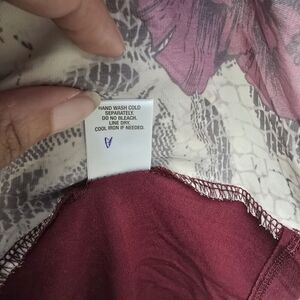 HAND WASH COLD
SEPARATELY.
DO NOT BLEACH.
LINE DRY.
COOL IRON IF NEEDED.
A